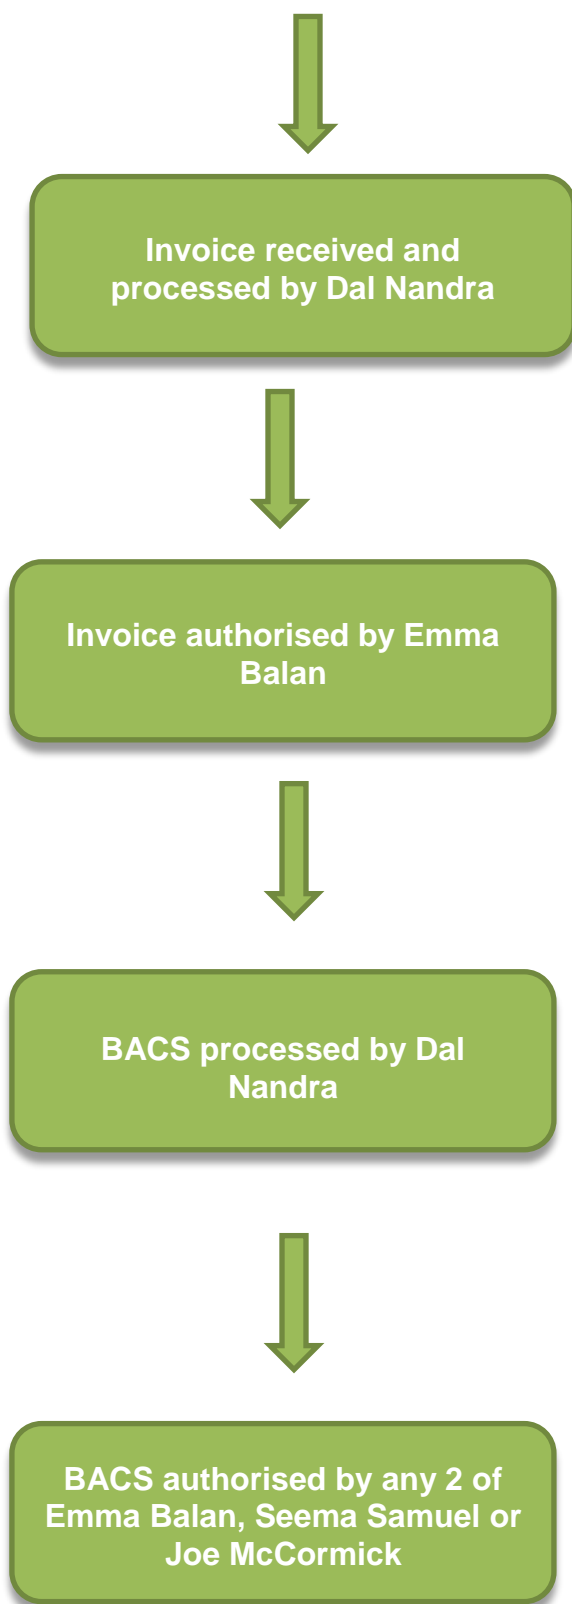 Invoice received and
processed by Dal Nandra
Invoice authorised by Emma
Balan
BACS processed by Dal
Nandra
BACS authorised by any 2 of
Emma Balan, Seema Samuel or
Joe McCormick